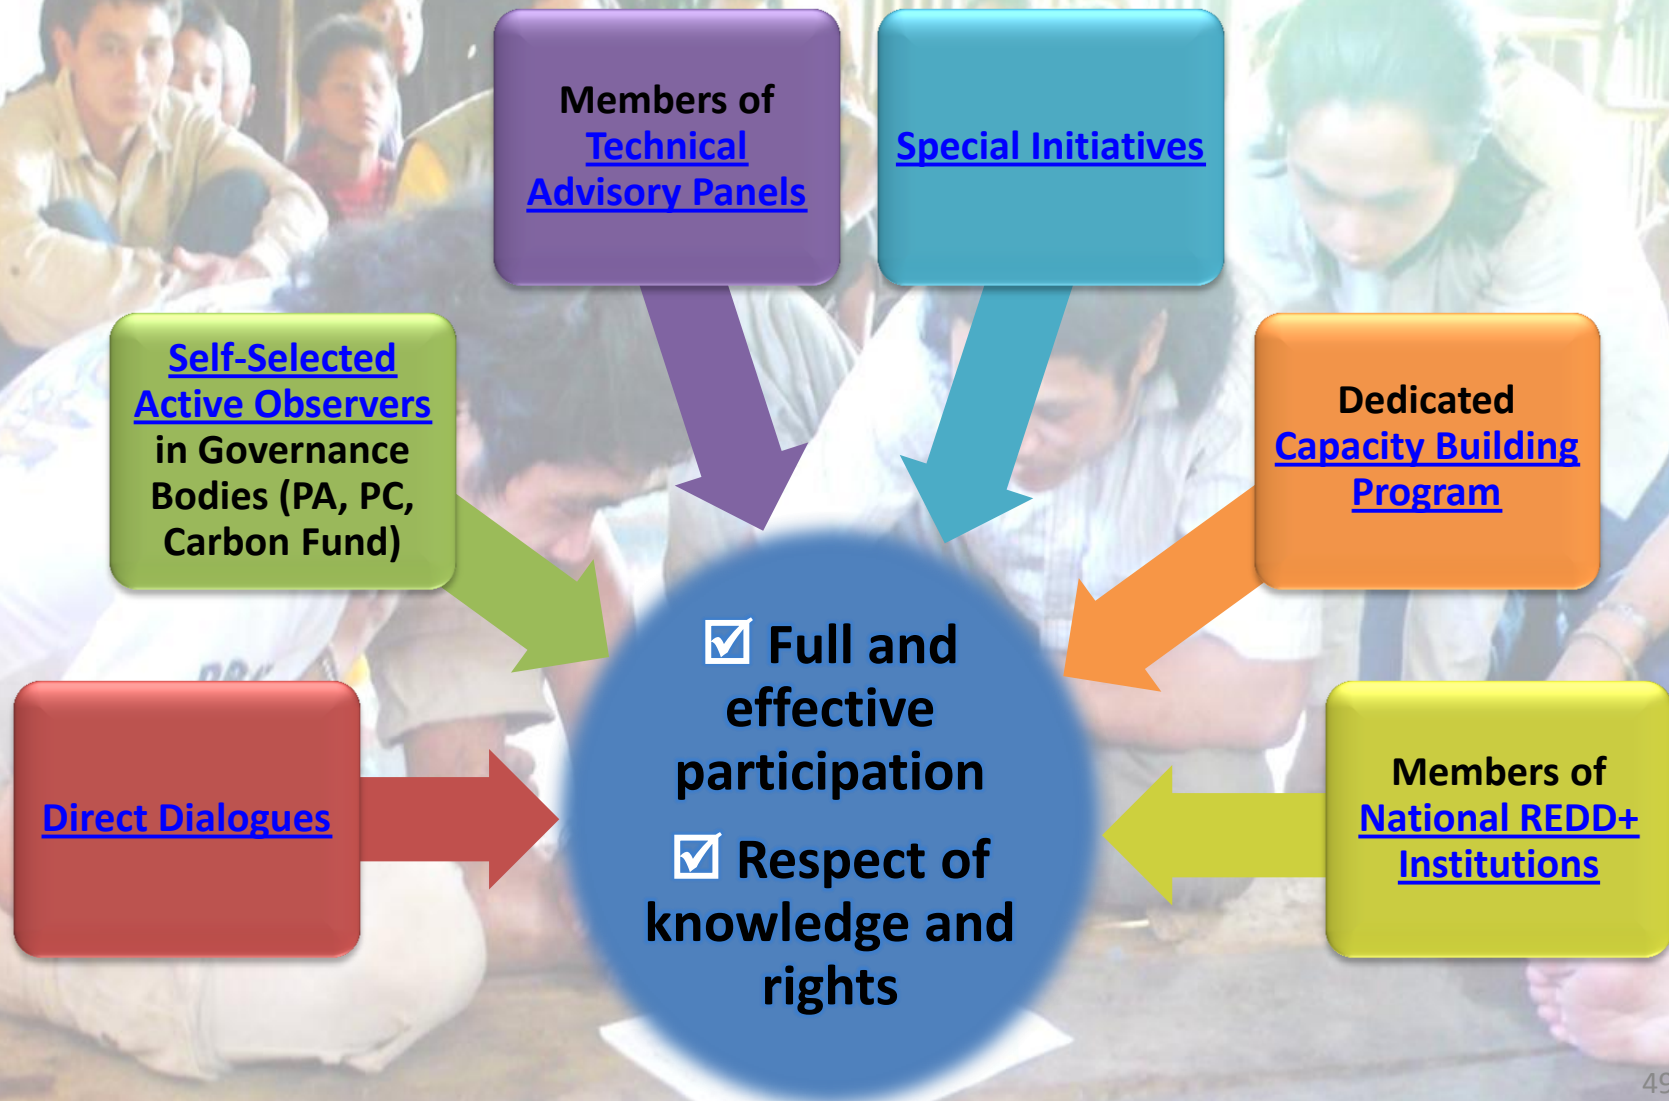 Members of
Technical
Advisory Panels
Special Initiatives
Self-Selected
Active Observers
in Governance
Bodies (PA, PC,
Carbon Fund)
Dedicated
Capacity Building
Program
Direct Dialogues
Members of
National REDD+
Institutions
☑ Full and
effective
participation
☑ Respect of
knowledge and
rights
49